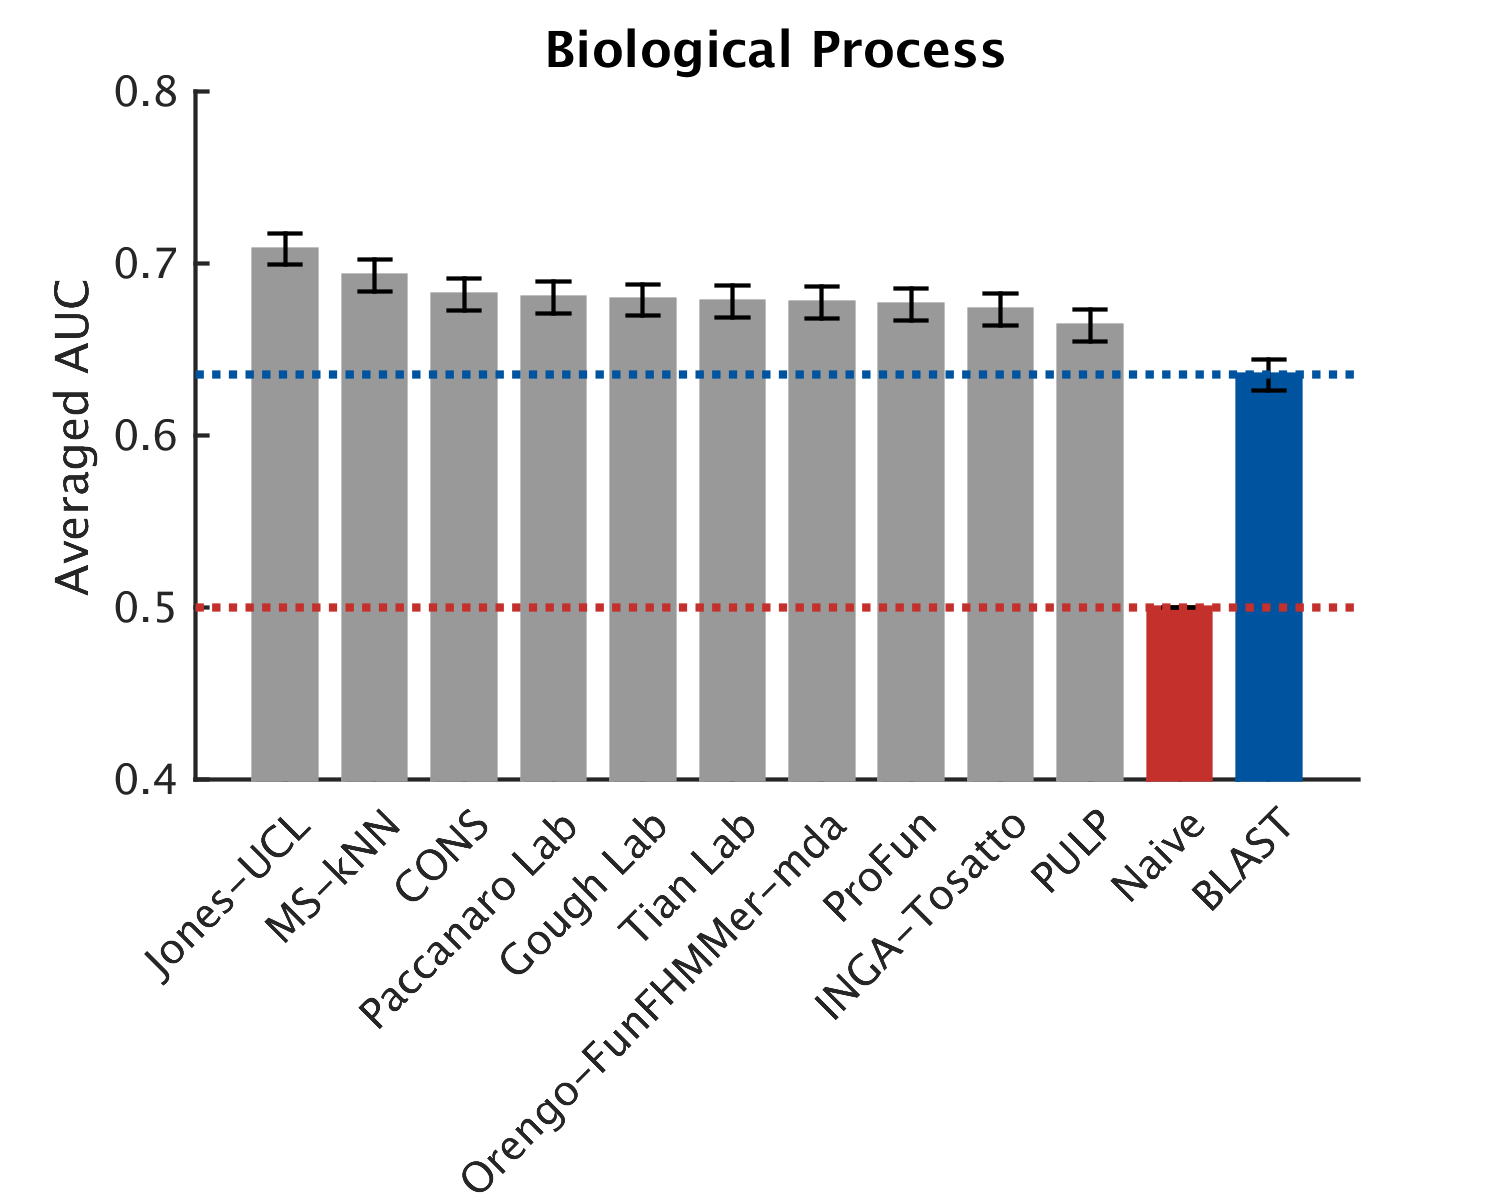 Biological Process
Averaged AUC
0.8
0.7
0.6
0.5
0.4
Jones-UCL
MS-kNN
CONS
Paccanaro Lab
Gough Lab
Tian Lab
Orengo-FunFHMMer-mda
ProFun
INGA-Tosatto
PULP
Naive
BLAST